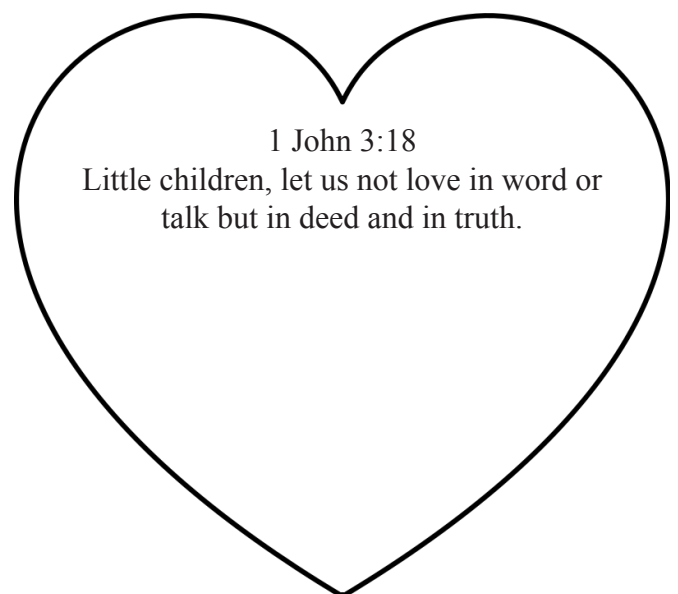 1 John 3:18
Little children, let us not love in word or
talk but in deed and in truth.